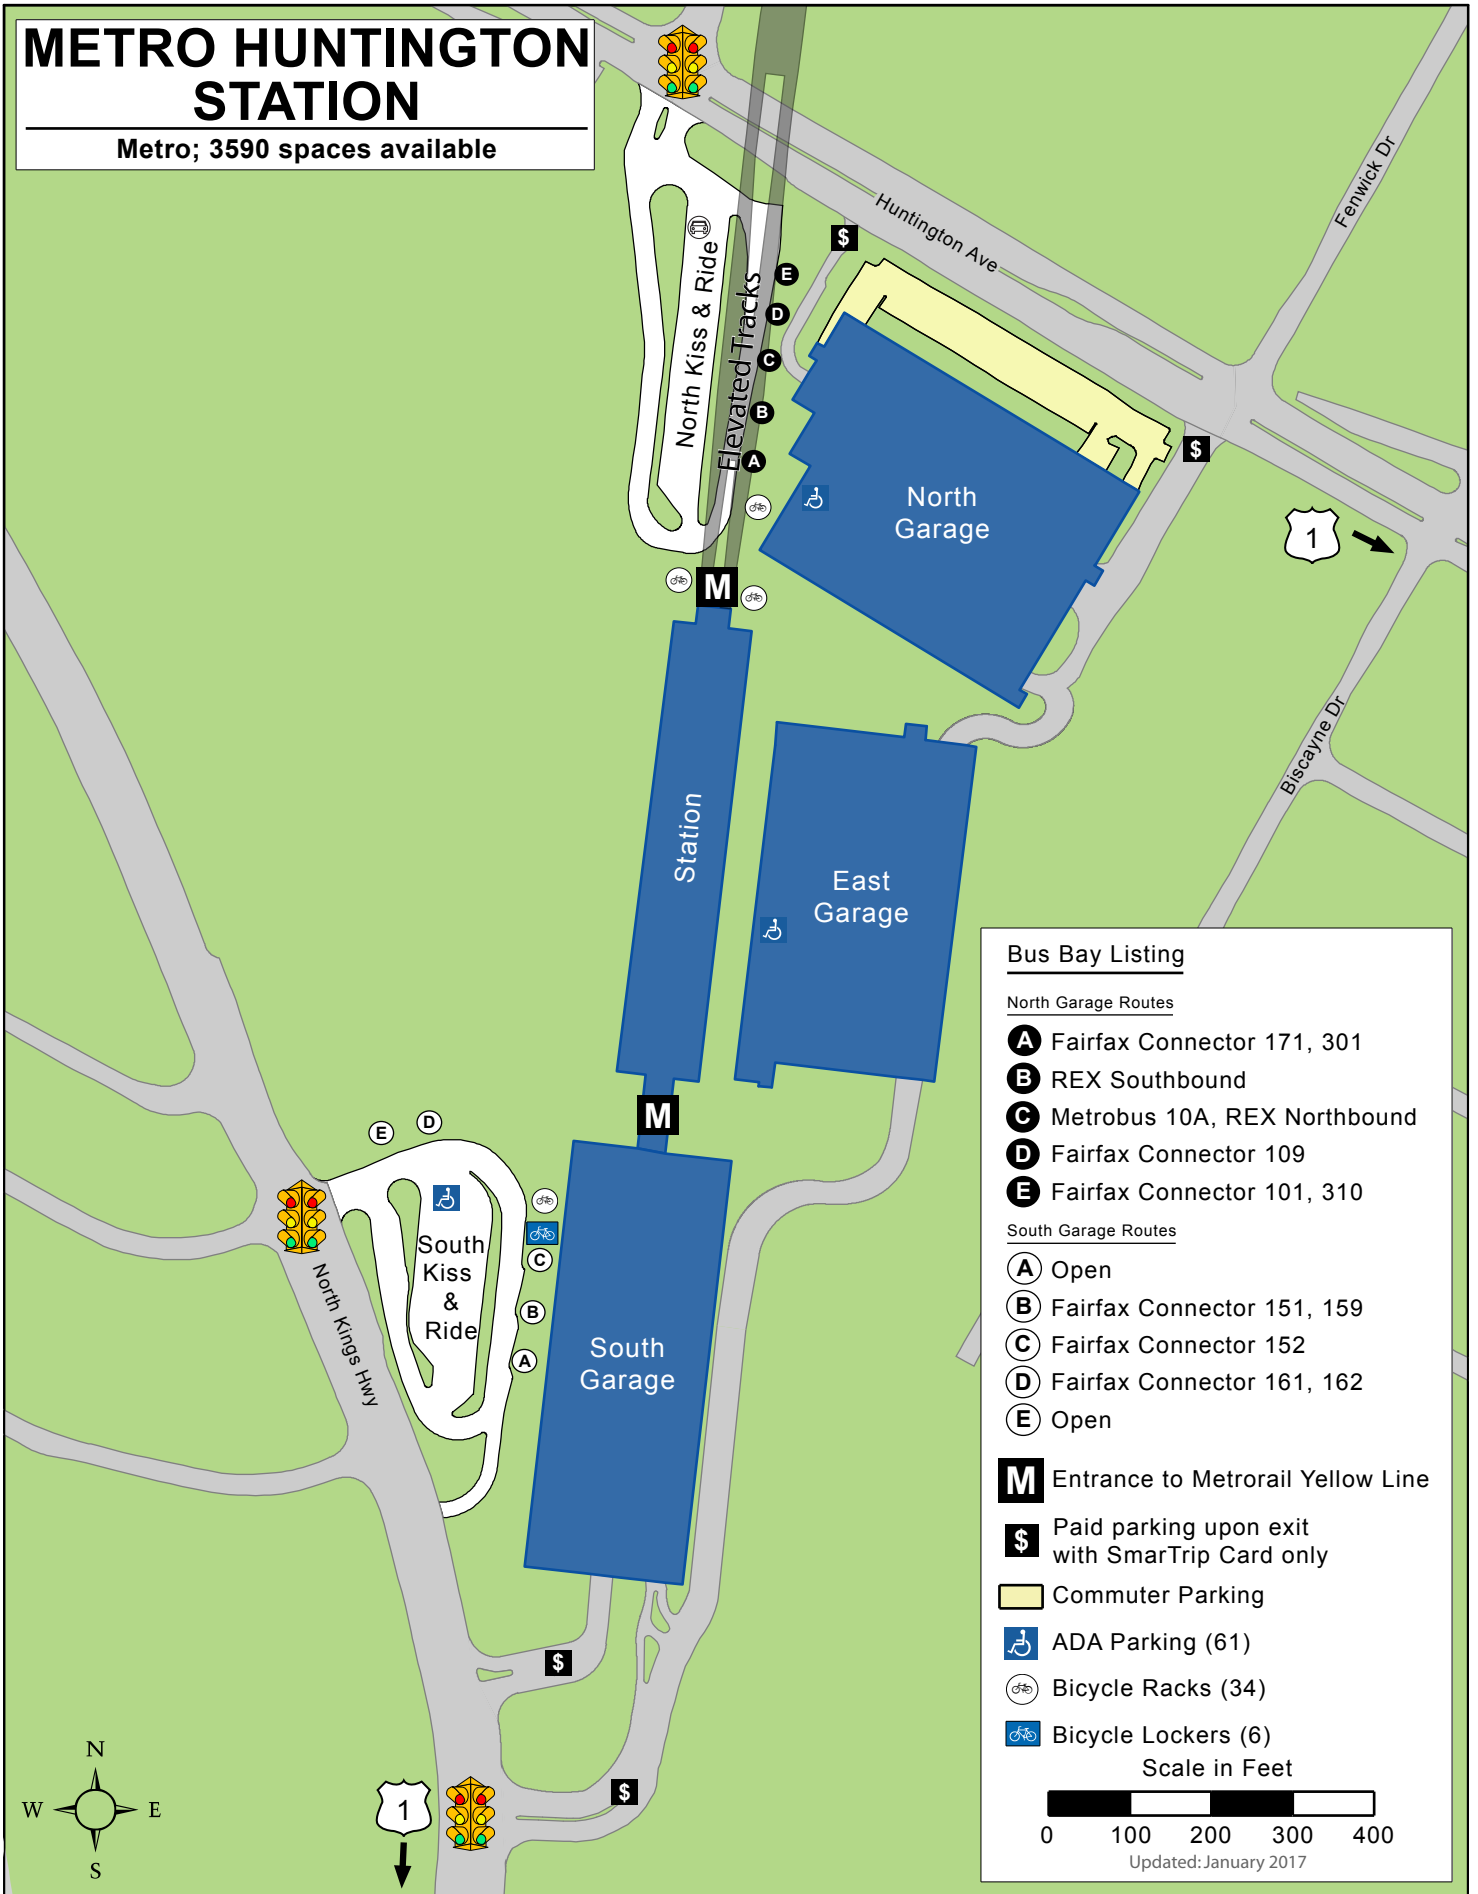 METRO HUNTINGTON
STATION
Metro; 3590 spaces available
Huntington Ave
Fenwick Dr
$
North Kiss & Ride
Elevated Tracks
E
D
C
B
A
$
North
Garage
1
M
Biscayne Dr
Station
East
Garage
M
E
D
South
Kiss
&
Ride
C
B
A
North Kings Hwy
South
Garage
$
$
1
N
W
E
S
Bus Bay Listing
North Garage Routes
A Fairfax Connector 171, 301
B REX Southbound
C Metrobus 10A, REX Northbound
D Fairfax Connector 109
E Fairfax Connector 101, 310
South Garage Routes
A Open
B Fairfax Connector 151, 159
C Fairfax Connector 152
D Fairfax Connector 161, 162
E Open
M Entrance to Metrorail Yellow Line
$ Paid parking upon exit
with SmarTrip Card only
Commuter Parking
ADA Parking (61)
Bicycle Racks (34)
Bicycle Lockers (6)
Scale in Feet
0 100 200 300 400
Updated: January 2017